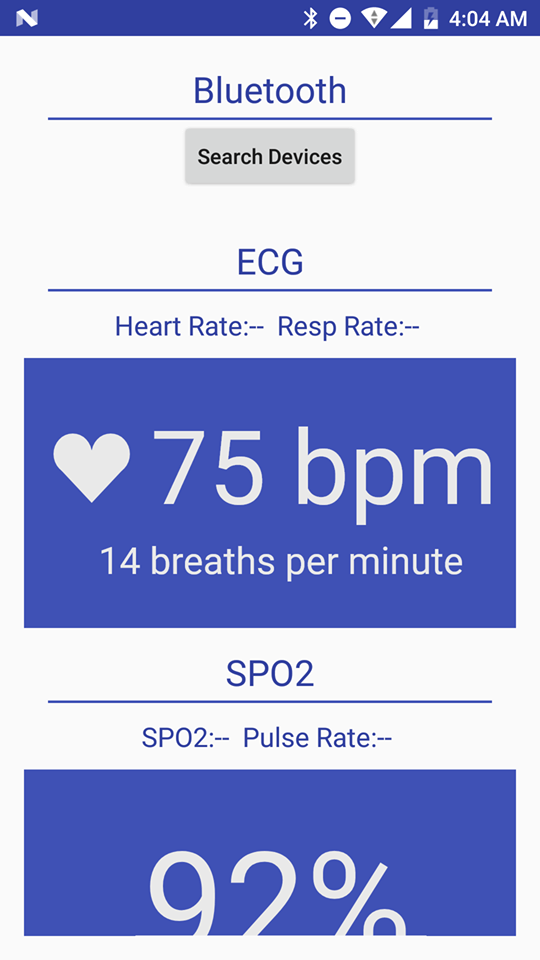 4:04 AM
Bluetooth
Search Devices
ECG
Heart Rate:-- Resp Rate:--
75 bpm
14 breaths per minute
SPO2
SPO2:-- Pulse Rate:--
92%